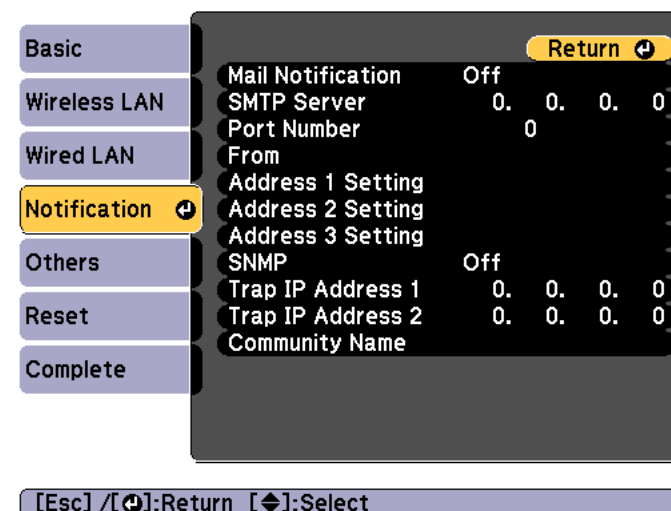 Basic
Wireless LAN
Wired LAN
Notification
Others
Reset
Complete
Return
Mail Notification Off
SMTP Server 0. 0. 0. 0
Port Number 0
From
Address 1 Setting
Address 2 Setting
Address 3 Setting
SNMP Off
Trap IP Address 1 0. 0. 0. 0
Trap IP Address 2 0. 0. 0. 0
Community Name
[Esc] /[⏎]:Return [◆]:Select